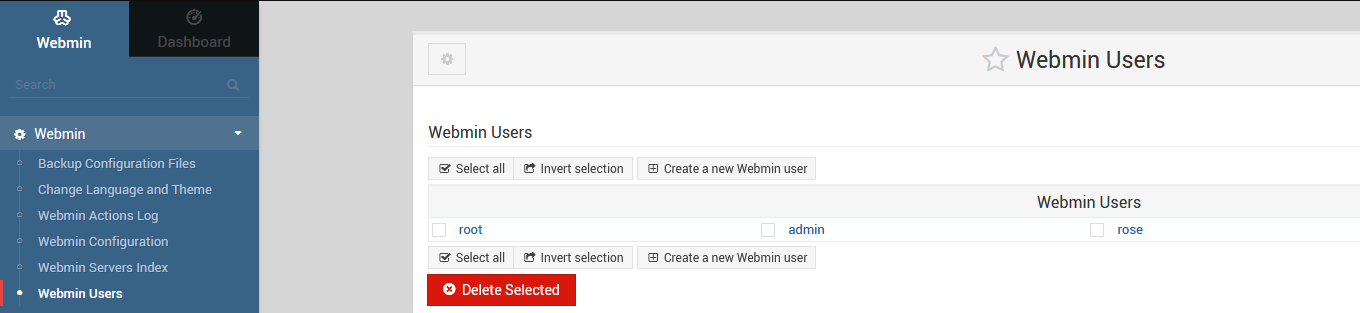 Webmin Dashboard
Search
Webmin
Backup Configuration Files
Change Language and Theme
Webmin Actions Log
Webmin Configuration
Webmin Servers Index
Webmin Users
Webmin Users
Webmin Users
Select all Invert selection Create a new Webmin user
Webmin Users
root admin rose
Select all Invert selection Create a new Webmin user
Delete Selected